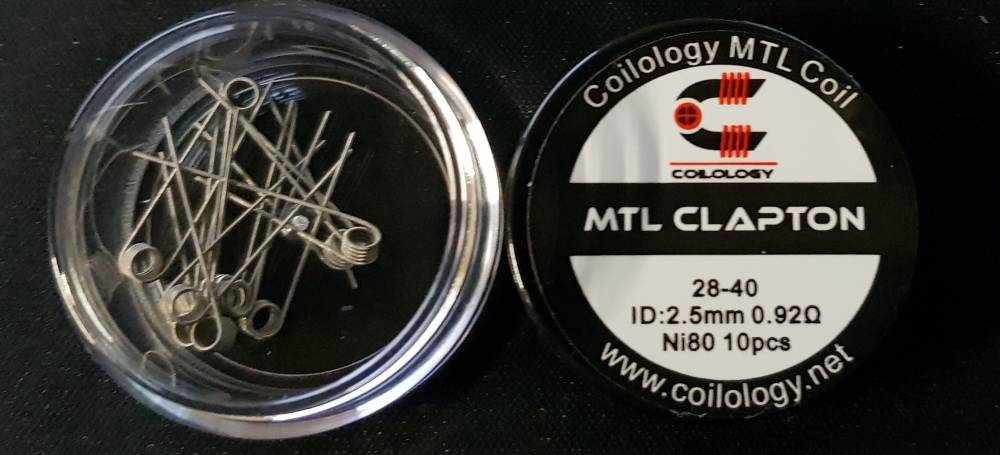 Coilology MTL Coil
COILOLOGY
MTL CLAPTON
28-40
ID:2.5mm 0.92Ω
Ni80 10pcs
www.coilology.net